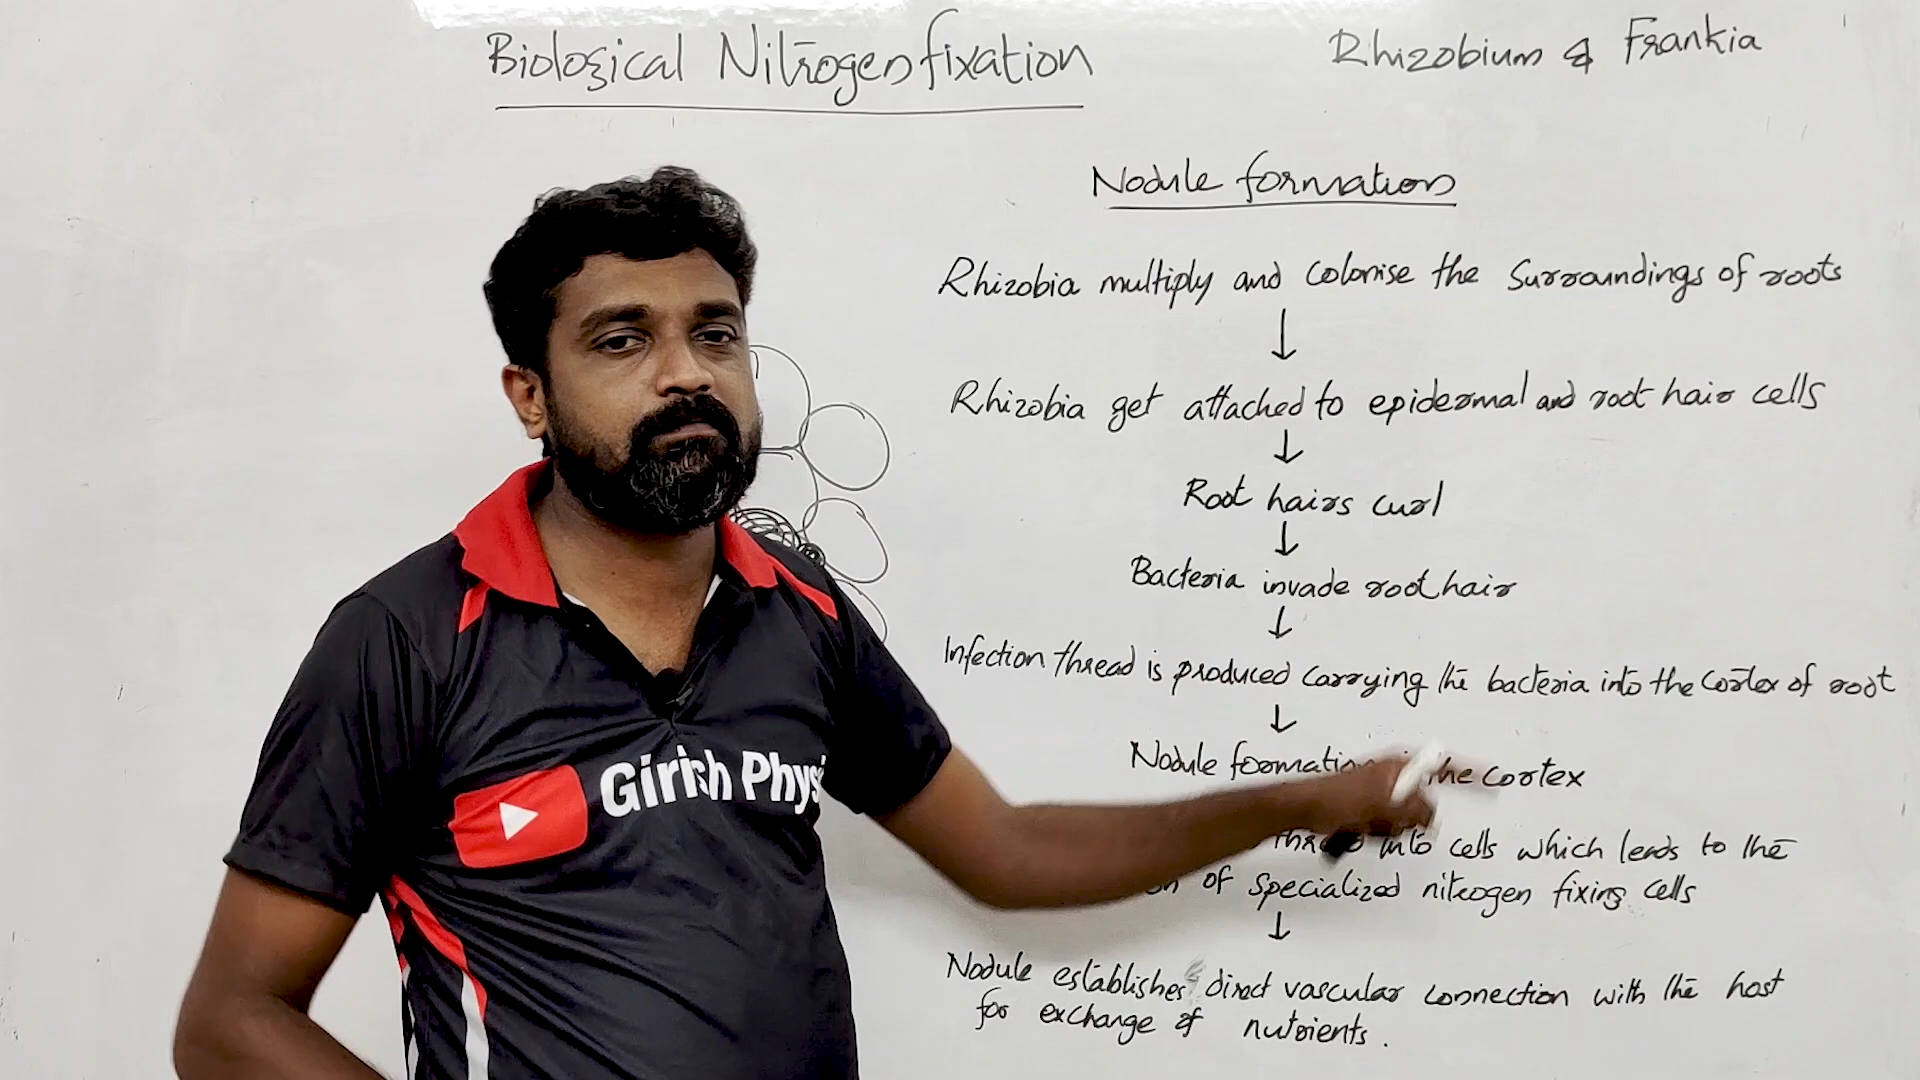 Biological Nitrogen fixation
Rhizobium & Frankia
Nodule formation
Rhizobia multiply and colonise the surroundings of roots
Rhizobia get attached to epidermal and root hair cells
Root hairs curl
Bacteria invade root hair
Infection thread is produced carrying the bacteria into the cortex of root
Nodule formation the cortex
into cells which leads to the
of specialized nitrogen fixing cells
Nodule establishes direct vascular connection with the host
for exchange of nutrients.
Girish Phys